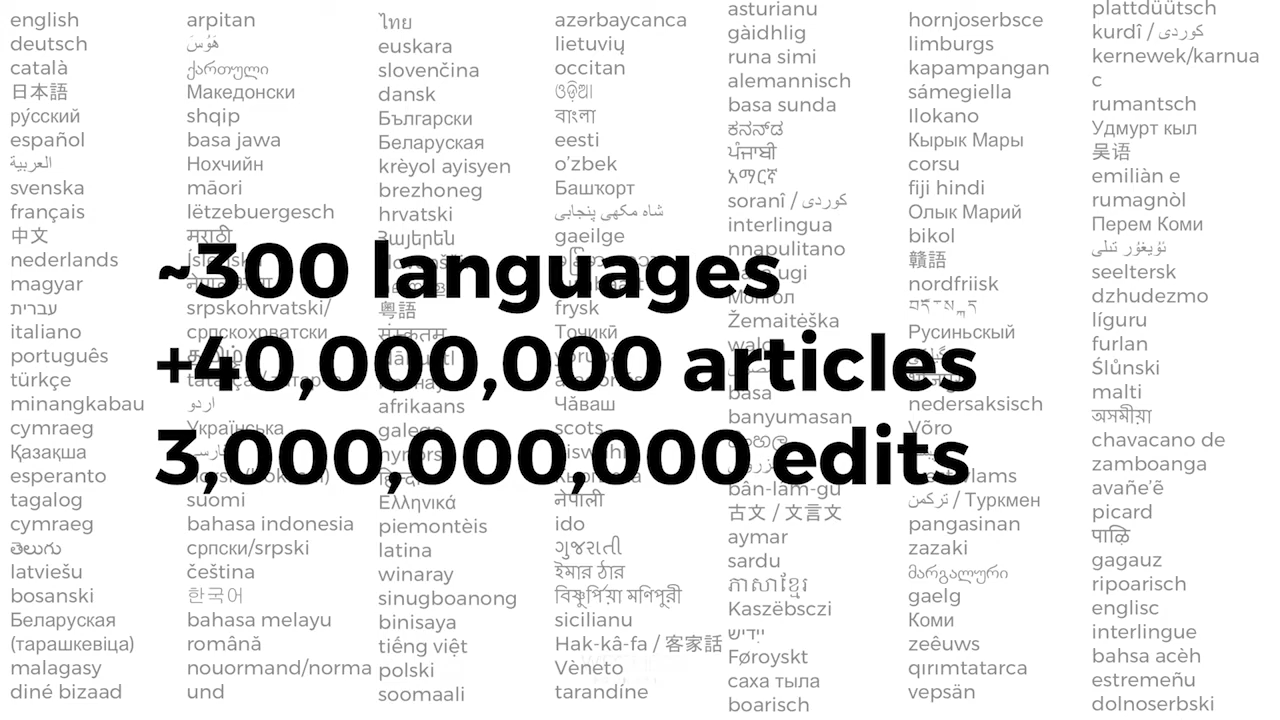 english
deutsch
català
日本語
рýсский
español
العربية
svenska
français
中文
nederlands
magyar
עברית
italiano
português
türkçe
minangkabau
cymraeg
Қазақша
esperanto
tagalog
cymraeg
తెలుగు
latviešu
bosanski
Беларуская
(тарашкевіца)
malagasy
diné bizaad
arpitan
هَوُسَ
ქართული
Македонски
shqip
basa jawa
Нохчийн
māori
lëtzebuergesch
मराठी
srpskohrvatski/
српскохрватски
اردو
Українська
suomi
bahasa indonesia
српски/srpski
čeština
한국어
bahasa melayu
română
nouormand/norma
und
ไทย
euskara
slovenčina
dansk
Български
Беларуская
krèyol ayisyen
brezhoneg
hrvatski
Հայերեն
粵語
संस्कृतम्
afrikaans
galego
Ελληνικά
piemontèis
latina
winaray
sinugboanong
binisaya
tiếng việt
polski
soomaali
azərbaycanca
lietuvių
occitan
ଓଡ଼ିଆ
বাংলা
eesti
oʻzbek
Башҡорт
شاہ مکھی پنجابی
gaeilge
frysk
Тоҷикӣ
Чӑваш
scots
नेपाली
ido
ગુજરાતી
ইমার ঠার
বিষ্ণুপ্রিয়া মণিপুরী
sicilianu
Hak-kâ-fa / 客家話
Vèneto
tarandíne
asturianu
gàidhlig
runa simi
alemannisch
basa sunda
ಕನ್ನಡ
ਪੰਜਾਬੀ
አማርኛ
soranî / کوردی
interlingua
nnapulitano
Монгол
Žemaitėška
basa
banyumasan
bân-lâm-gú
古文 / 文言文
aymar
sardu
ភាសាខ្មែរ
Kaszëbsczi
ייִדיש
Føroyskt
саха тыла
boarisch
hornjoserbsce
limburgs
kapampangan
sámegiella
Ilokano
Кырык Мары
corsu
fiji hindi
Олык Марий
bikol
贛語
nordfriisk
Русиньскый
nedersaksisch
Võro
تركمن / Туркмен
pangasinan
zazaki
მარგალური
gaelg
Коми
zeêuws
qırımtatarca
vepsän
plattdüütsch
kurdî / كوردی
kernewek/karnua
c
rumantsch
Удмурт кыл
吴语
emiliàn e
rumagnòl
Перем Коми
ئۇيغۇر تىلى
seeltersk
dzhudezmo
líguru
furlan
Ślůnski
malti
অসমীয়া
chavacano de
zamboanga
avañe’ẽ
picard
पाऴि
gagauz
ripoarisch
englisc
interlingue
bahsa acèh
estremeñu
dolnoserbski
~300 languages
+40,000,000 articles
3,000,000,000 edits